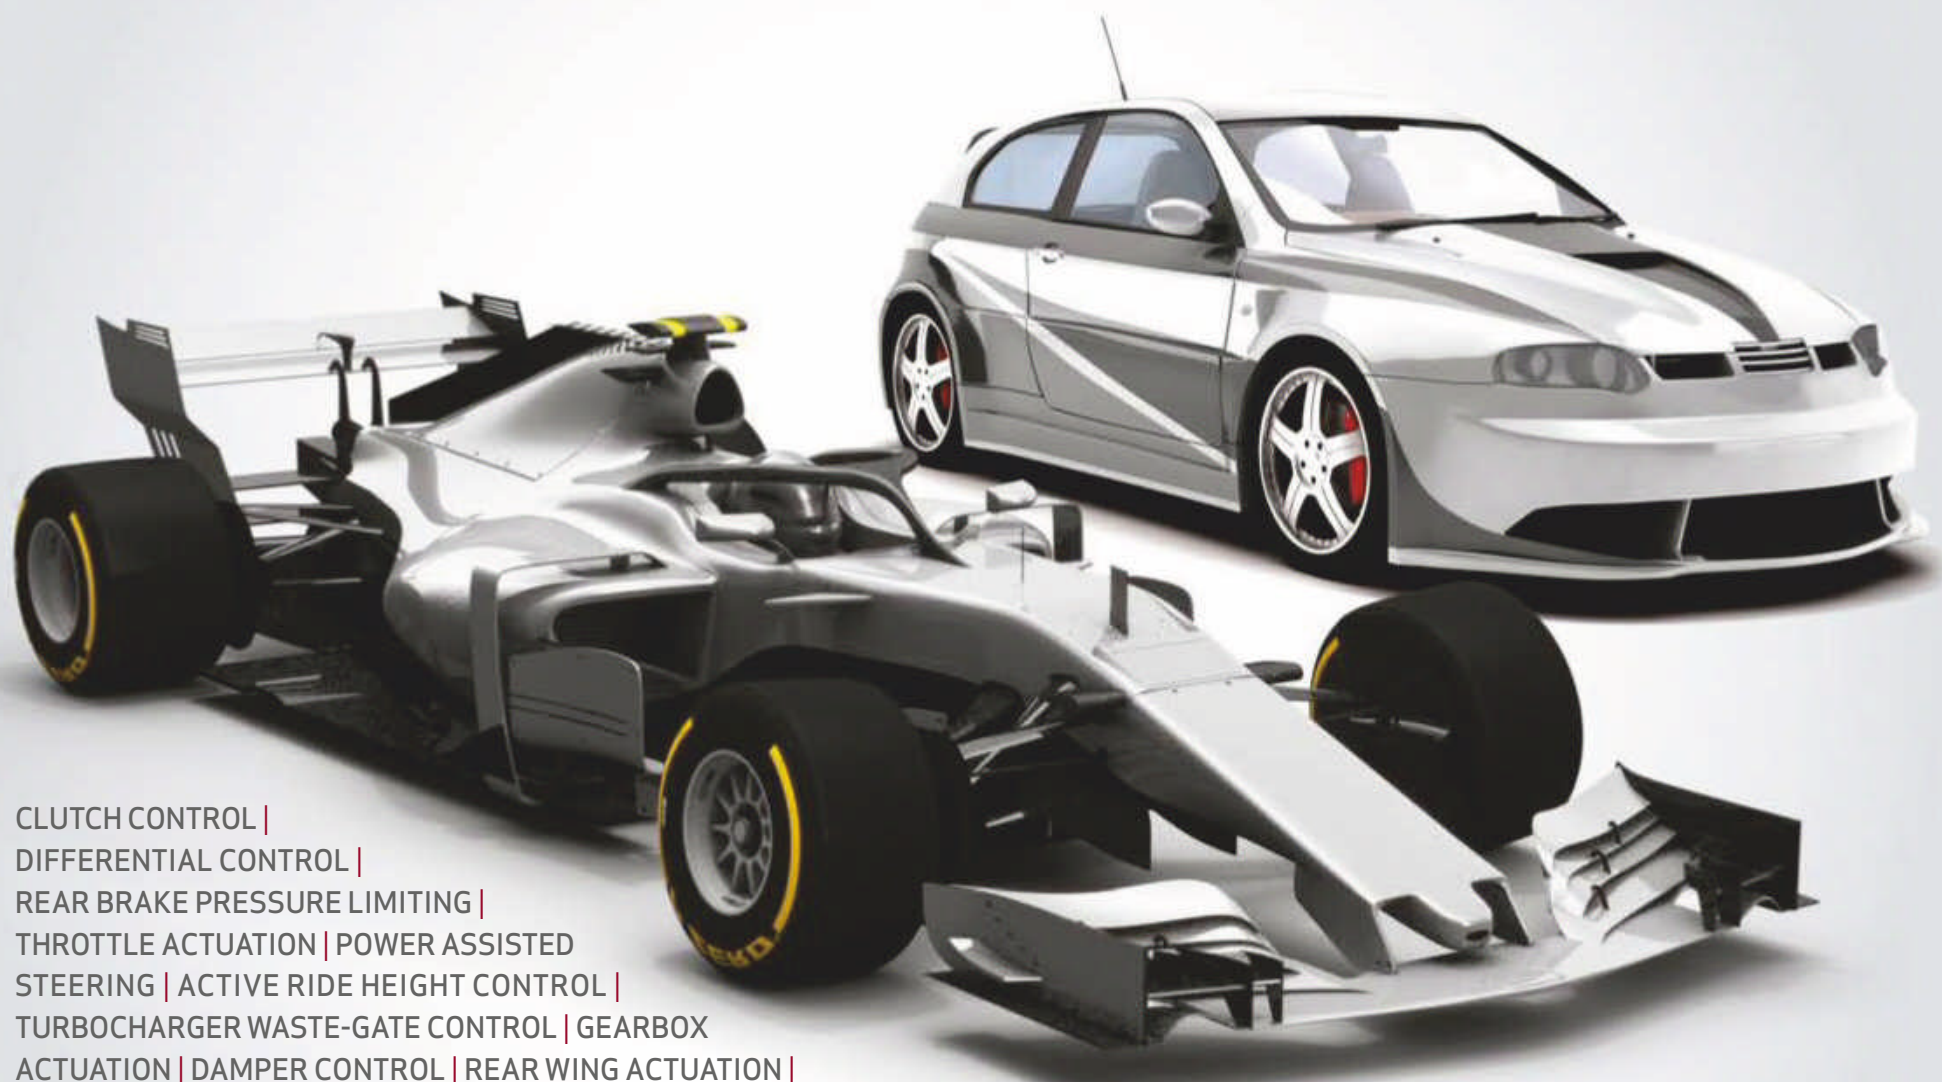 CLUTCH CONTROL |
DIFFERENTIAL CONTROL |
REAR BRAKE PRESSURE LIMITING |
THROTTLE ACTUATION | POWER ASSISTED
STEERING | ACTIVE RIDE HEIGHT CONTROL |
TURBOCHARGER WASTE-GATE CONTROL | GEARBOX
ACTUATION | DAMPER CONTROL | REAR WING ACTUATION |